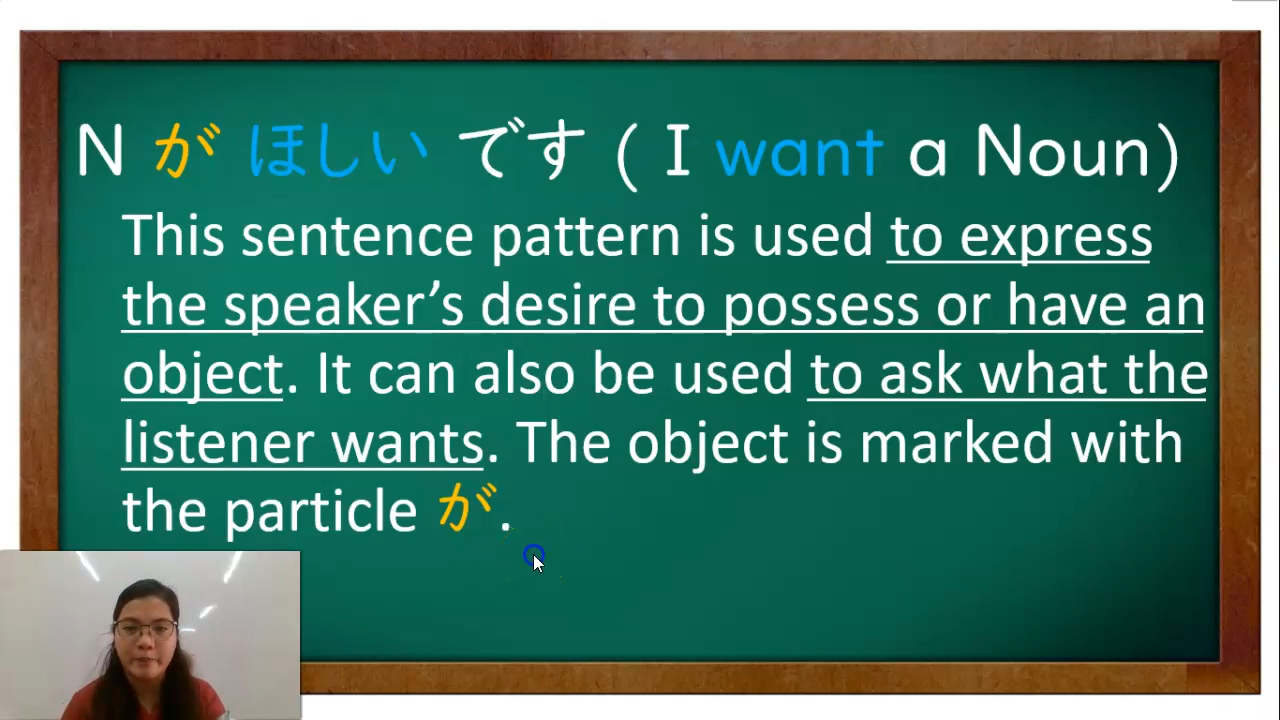 N が ほしい です ( I want a Noun)
This sentence pattern is used to express
the speaker’s desire to possess or have an
object. It can also be used to ask what the
listener wants. The object is marked with
the particle が.